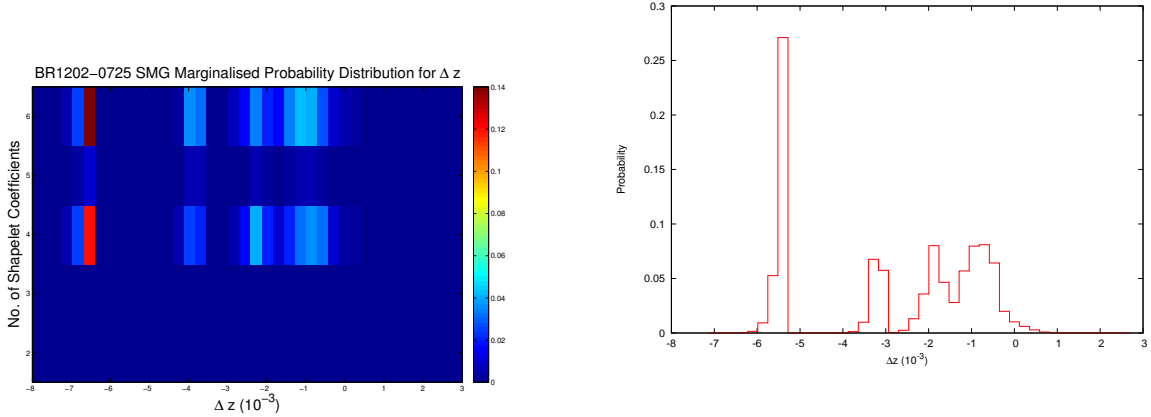 BR1202−0725 SMG Marginalised Probability Distribution for Δ z
No. of Shapelet Coefficients
6
5
4
3
2
−8 −7 −6 −5 −4 −3 −2 −1 0 1 2 3
Δ z (10⁻³)
0.14
0.12
0.1
0.08
0.06
0.04
0.02
0
0.3
0.25
0.2
0.15
0.1
0.05
0
Probability
-8 -7 -6 -5 -4 -3 -2 -1 0 1 2 3
Δz (10⁻³)